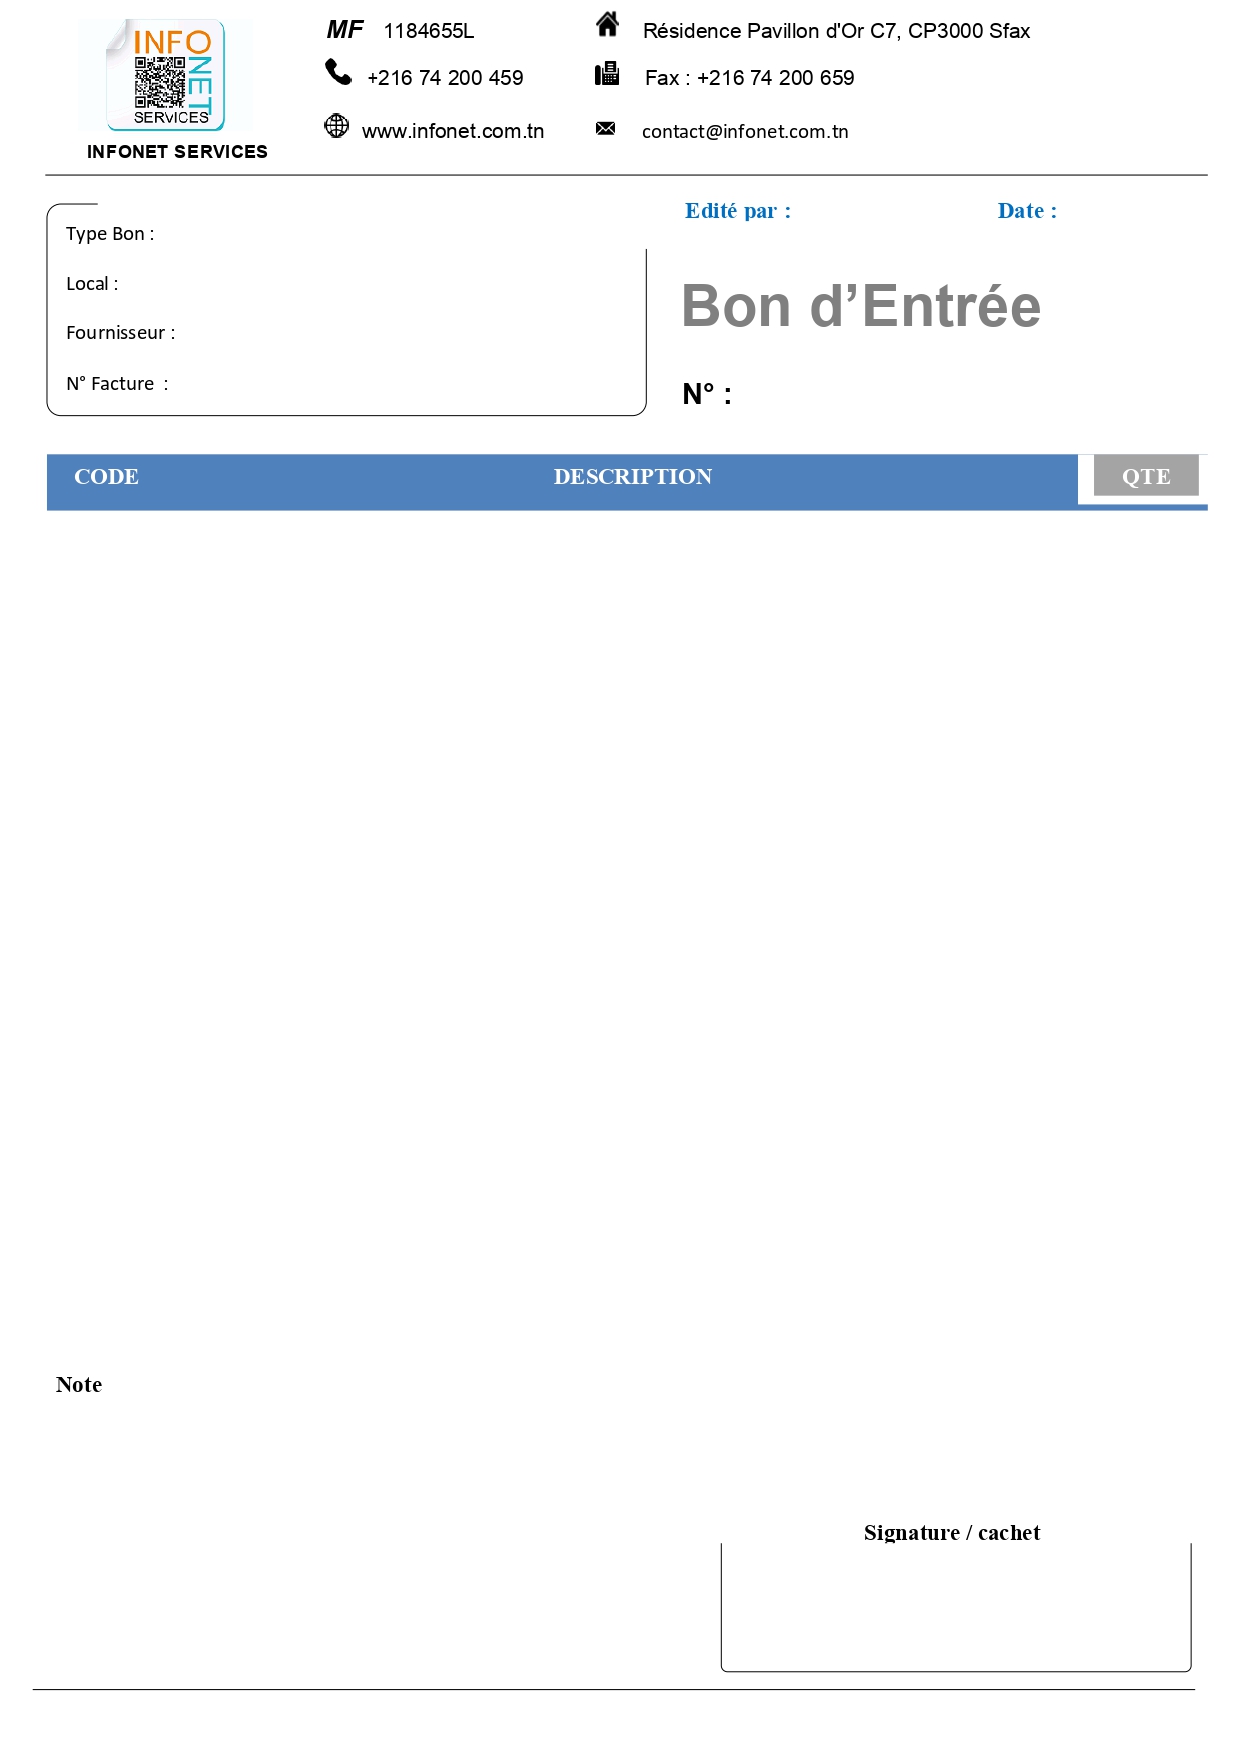 INFO
NET
SERVICES
INFONET SERVICES
MF 1184655L
Résidence Pavillon d'Or C7, CP3000 Sfax
+216 74 200 459
Fax : +216 74 200 659
www.infonet.com.tn
contact@infonet.com.tn
Edité par :
Date :
Type Bon :
Local :
Fournisseur :
N° Facture :
Bon d’Entrée
N° :
CODE
DESCRIPTION
QTE
Note
Signature / cachet